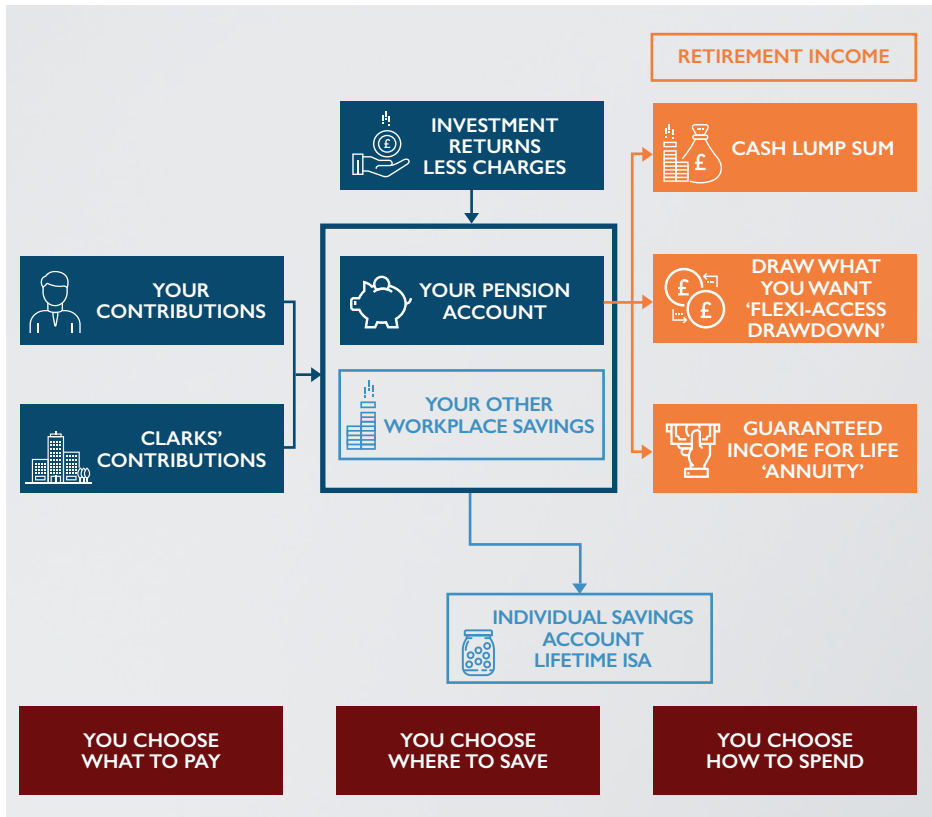 RETIREMENT INCOME
INVESTMENT
RETURNS
LESS CHARGES
CASH LUMP SUM
YOUR
CONTRIBUTIONS
YOUR PENSION
ACCOUNT
DRAW WHAT
YOU WANT
‘FLEXI-ACCESS
DRAWDOWN’
CLARKS’
CONTRIBUTIONS
YOUR OTHER
WORKPLACE SAVINGS
GUARANTEED
INCOME FOR LIFE
‘ANNUITY’
INDIVIDUAL SAVINGS
ACCOUNT
LIFETIME ISA
YOU CHOOSE
WHAT TO PAY
YOU CHOOSE
WHERE TO SAVE
YOU CHOOSE
HOW TO SPEND